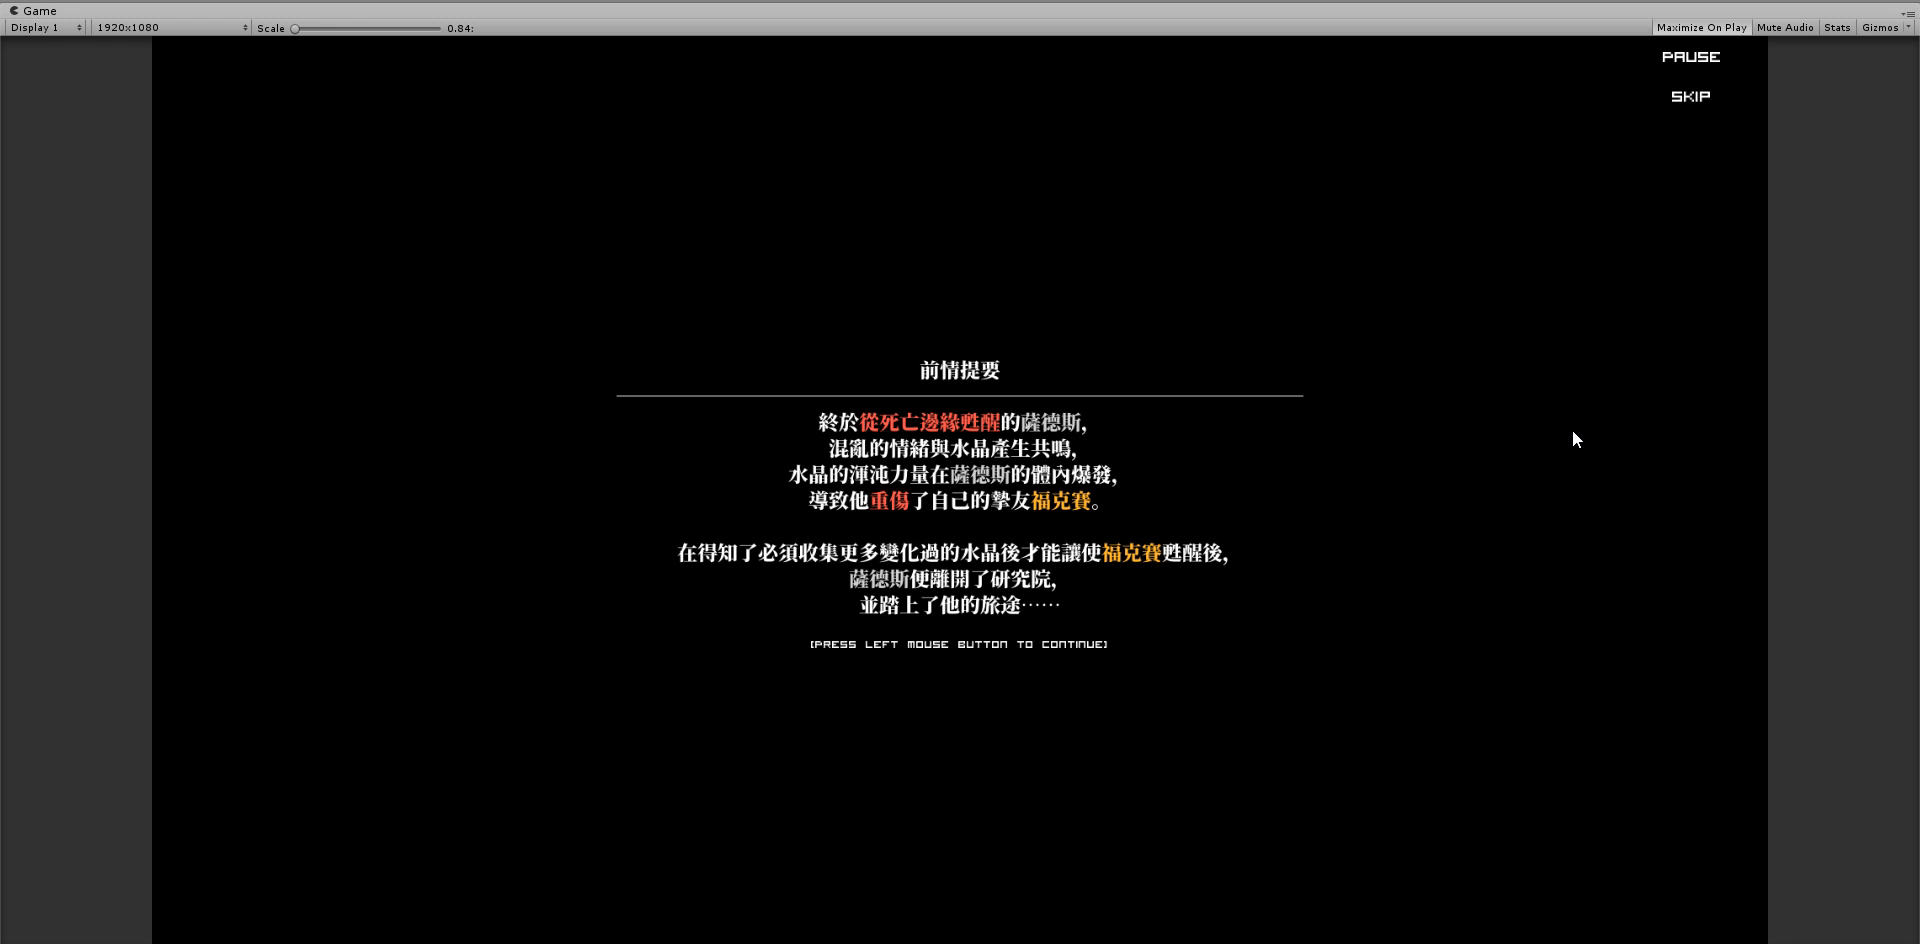 Game
Display 1 1920x1080 Scale 0.84: Maximize On Play Mute Audio Stats Gizmos
PAUSE
SKIP
前情提要
終於從死亡邊緣甦醒的薩德斯,
混亂的情緒與水晶產生共鳴,
水晶的渾沌力量在薩德斯的體內爆發,
導致他重傷了自己的摯友福克賽。
在得知了必須收集更多變化過的水晶後才能讓使福克賽甦醒後,
薩德斯便離開了研究院,
並踏上了他的旅途……
[PRESS LEFT MOUSE BUTTON TO CONTINUE]